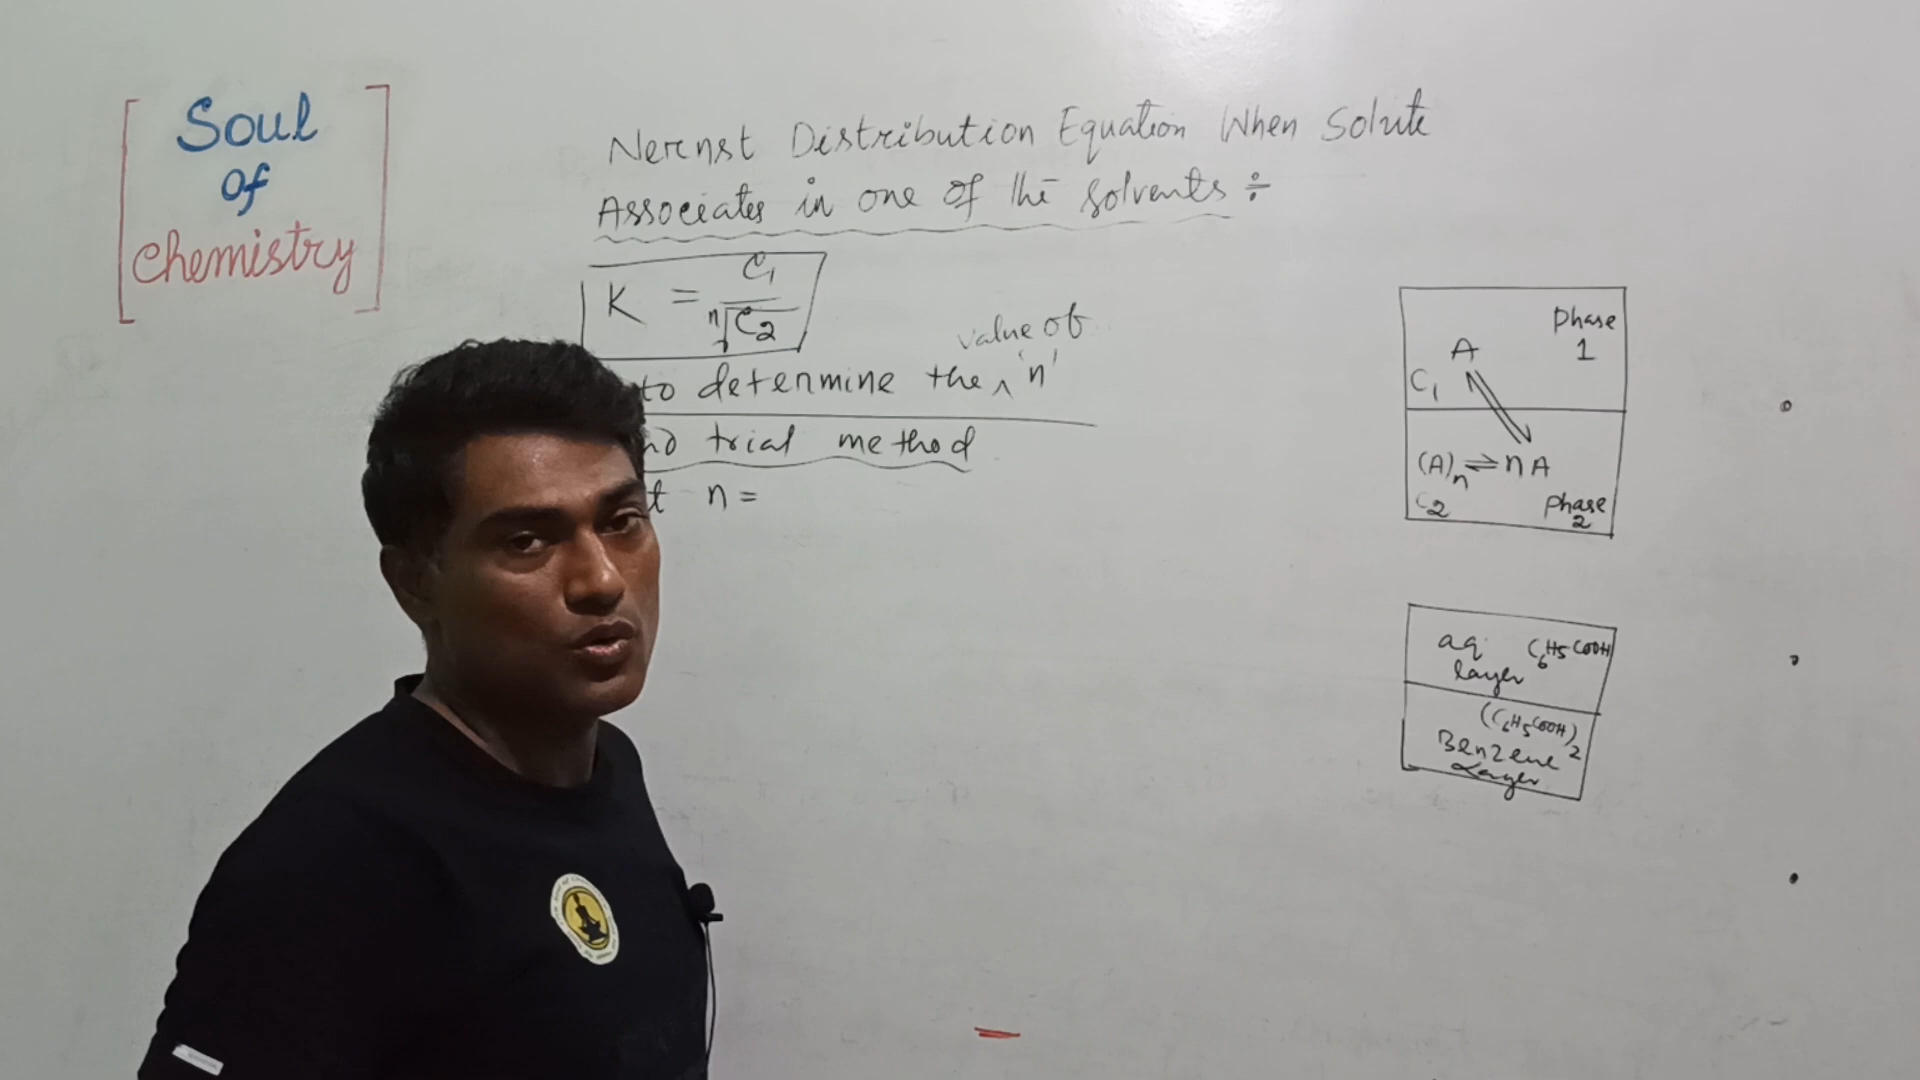 Soul
of
Chemistry
Nernst Distribution Equation When Solute
Associates in one of the solvents ÷
K = C₁ / ⁿ√C₂
value of
to determine the ^ 'n'
nd trial method
t n =
Phase
1
A
C₁
(A)n ⇌ n A
C₂
Phase
2
aq C₆H₅COOH
layer
(C₆H₅COOH)₂
Benzene
Layer